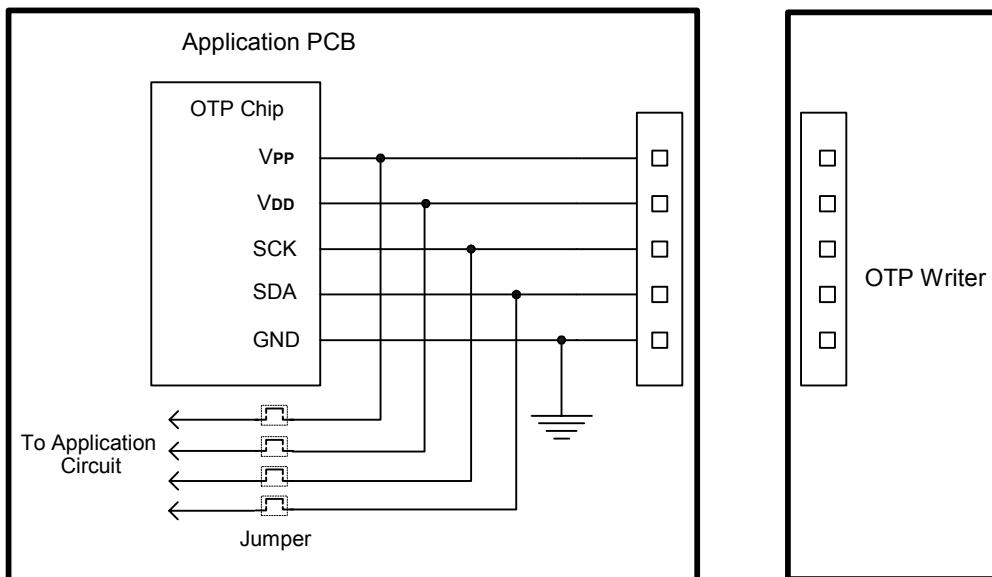 Application PCB
OTP Chip
VPP
VDD
SCK
SDA
GND
To Application
Circuit
Jumper
OTP Writer